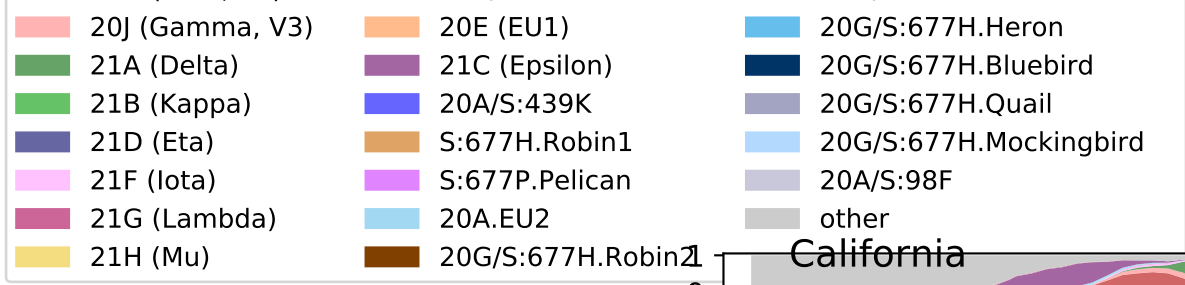 20J (Gamma, V3)
21A (Delta)
21B (Kappa)
21D (Eta)
21F (Iota)
21G (Lambda)
21H (Mu)
20E (EU1)
21C (Epsilon)
20A/S:439K
S:677H.Robin1
S:677P.Pelican
20A.EU2
20G/S:677H.Robin2
20G/S:677H.Heron
20G/S:677H.Bluebird
20G/S:677H.Quail
20G/S:677H.Mockingbird
20A/S:98F
other
1
California